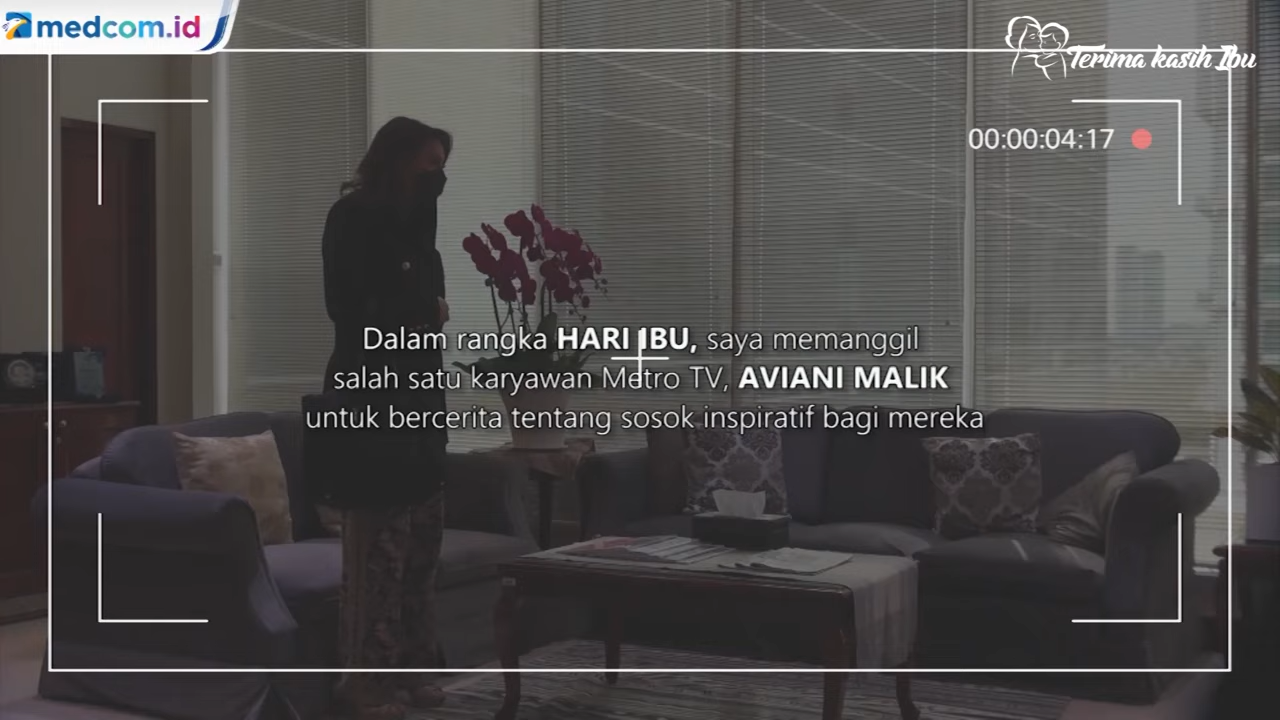 medcom.id
Terima kasih Ibu
00:00:04:17
Dalam rangka HARI IBU, saya memanggil
salah satu karyawan Metro TV, AVIANI MALIK
untuk bercerita tentang sosok inspiratif bagi mereka